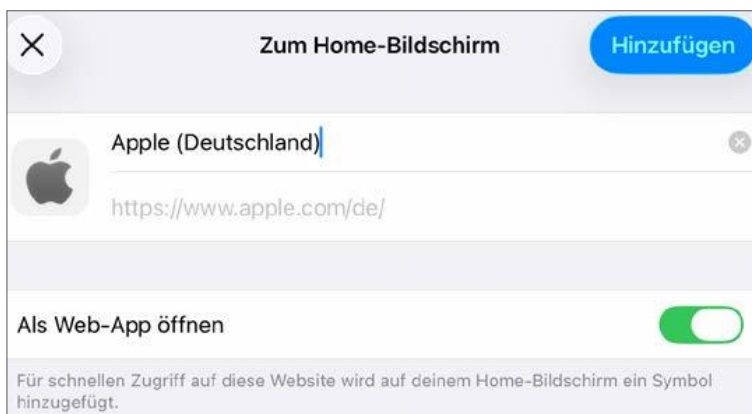 Zum Home-Bildschirm
Hinzufügen
Apple (Deutschland)
https://www.apple.com/de/
Als Web-App öffnen
Für schnellen Zugriff auf diese Website wird auf deinem Home-Bildschirm ein Symbol
hinzugefügt.